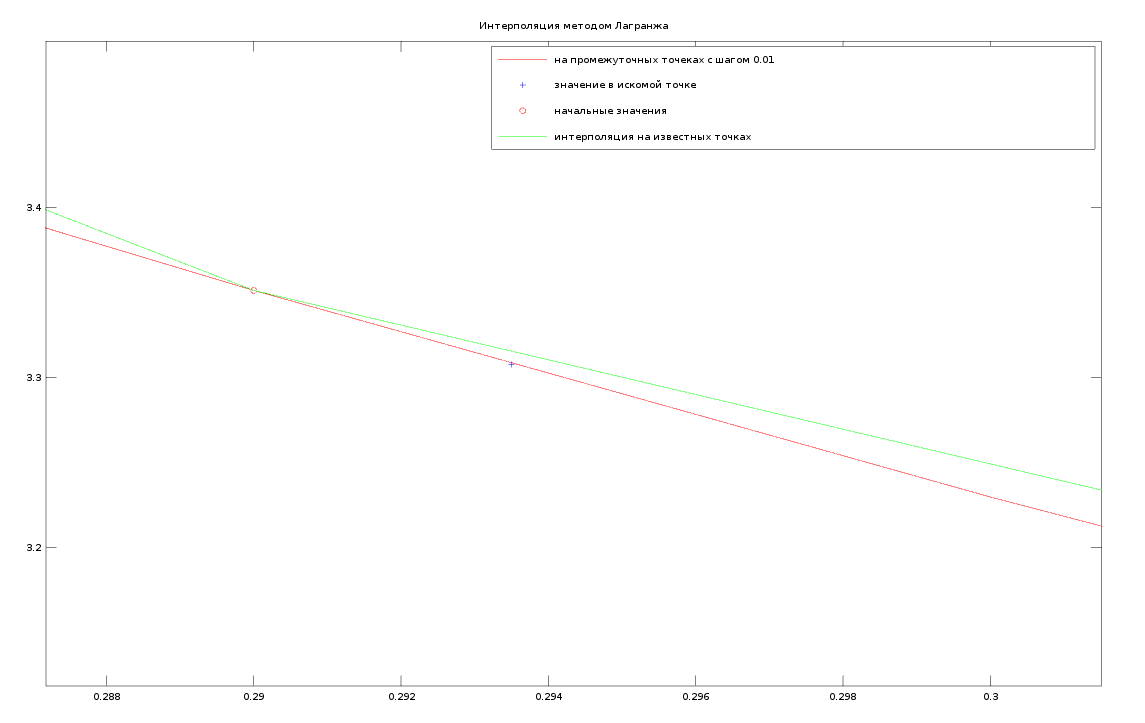 Интерполяция методом Лагранжа
на промежуточных точеках с шагом 0.01
значение в искомой точке
начальные значения
интерполяция на известных точках
3.4
3.3
3.2
0.288 0.29 0.292 0.294 0.296 0.298 0.3